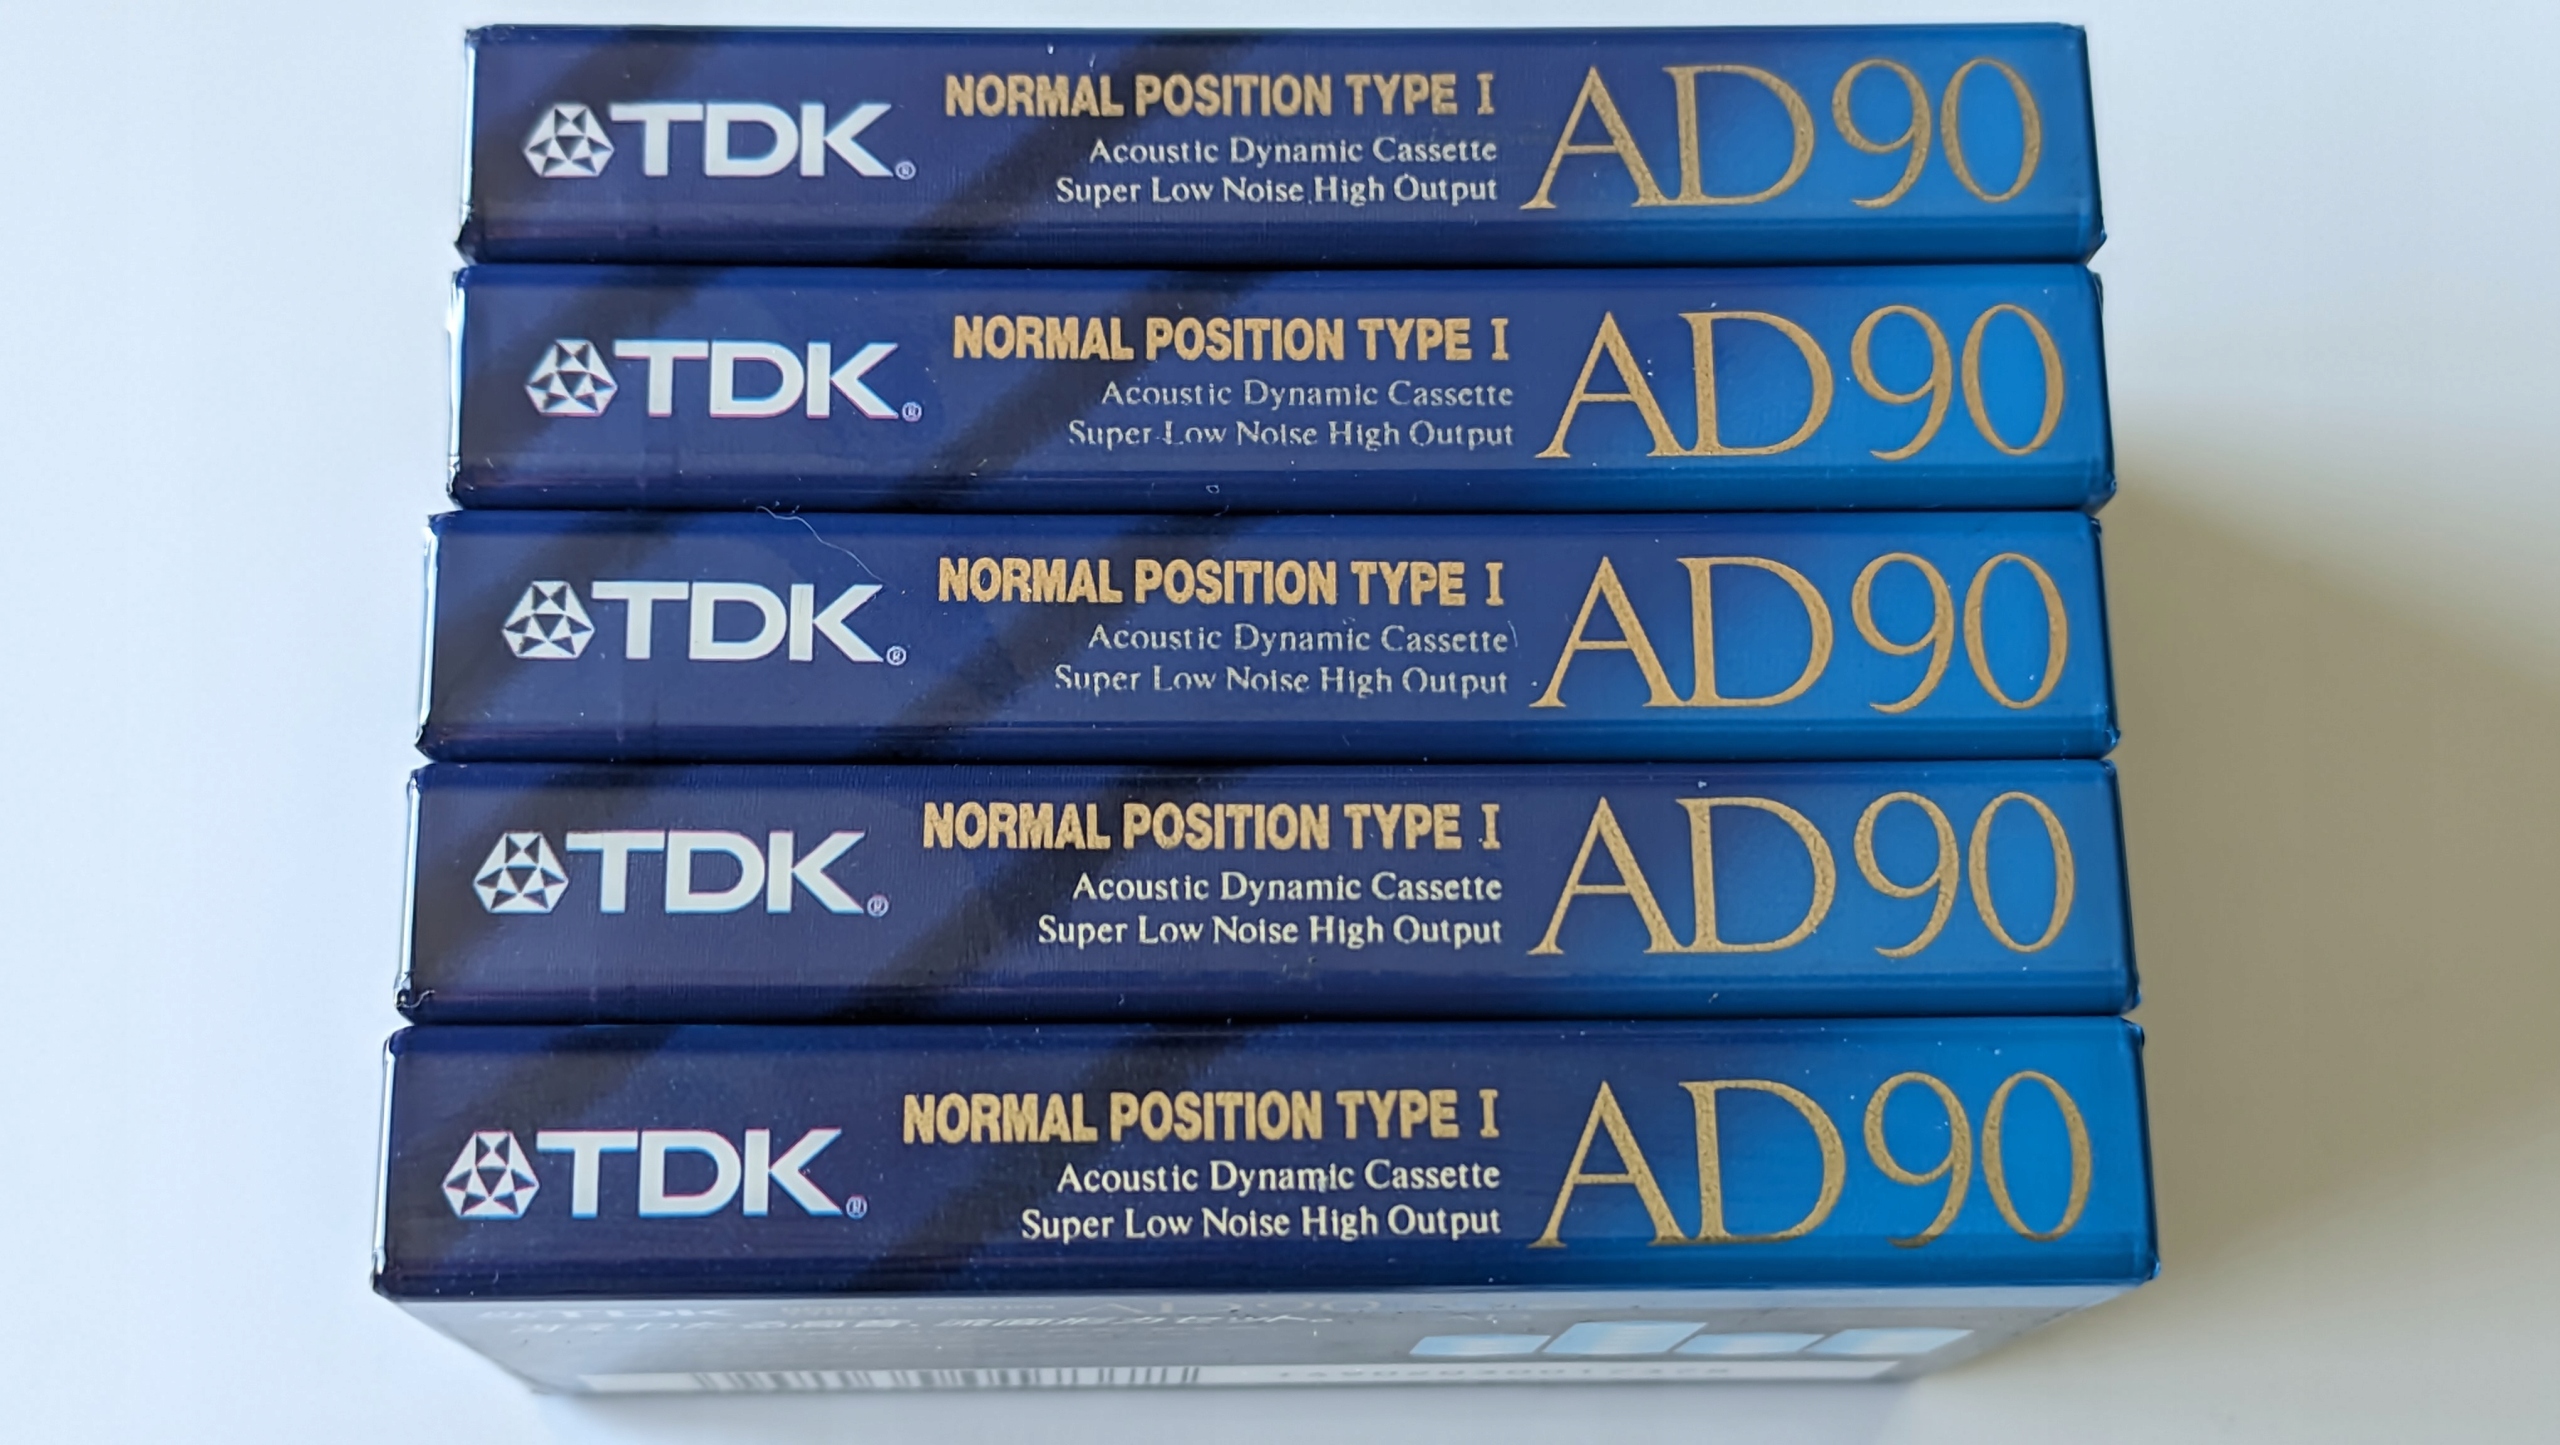 TDK®
NORMAL POSITION TYPE I
Acoustic Dynamic Cassette
Super Low Noise High Output
AD90
TDK®
NORMAL POSITION TYPE I
Acoustic Dynamic Cassette
Super Low Noise High Output
AD90
TDK®
NORMAL POSITION TYPE I
Acoustic Dynamic Cassette
Super Low Noise High Output
AD90
TDK®
NORMAL POSITION TYPE I
Acoustic Dynamic Cassette
Super Low Noise High Output
AD90
TDK®
NORMAL POSITION TYPE I
Acoustic Dynamic Cassette
Super Low Noise High Output
AD90